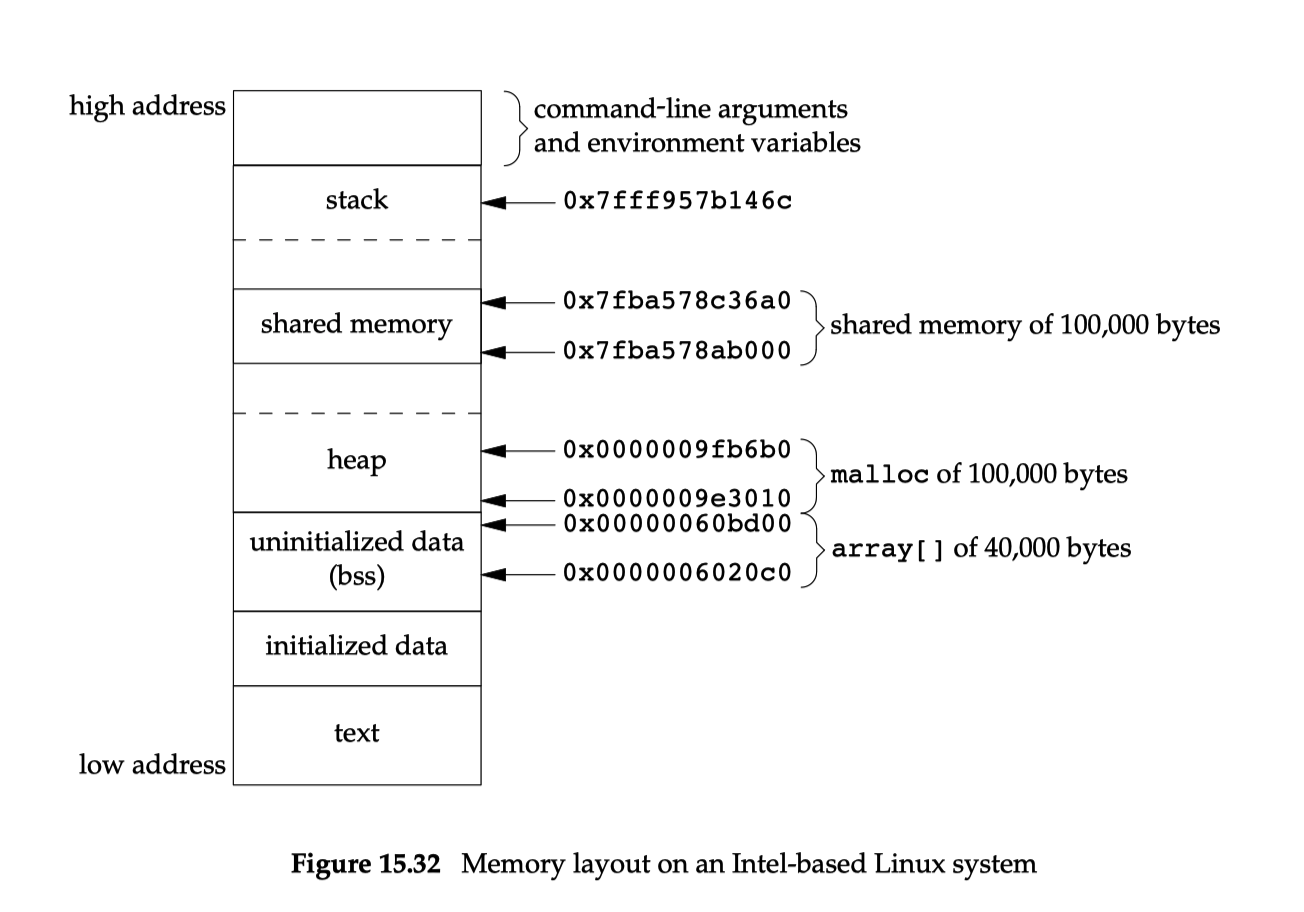 high address
command-line arguments
and environment variables
stack
0x7fff957b146c
0x7fba578c36a0
shared memory
shared memory of 100,000 bytes
0x7fba578ab000
0x0000009fb6b0
heap
malloc of 100,000 bytes
0x0000009e3010
0x00000060bd00
uninitialized data
(bss)
array[] of 40,000 bytes
0x0000006020c0
initialized data
text
low address
Figure 15.32 Memory layout on an Intel-based Linux system